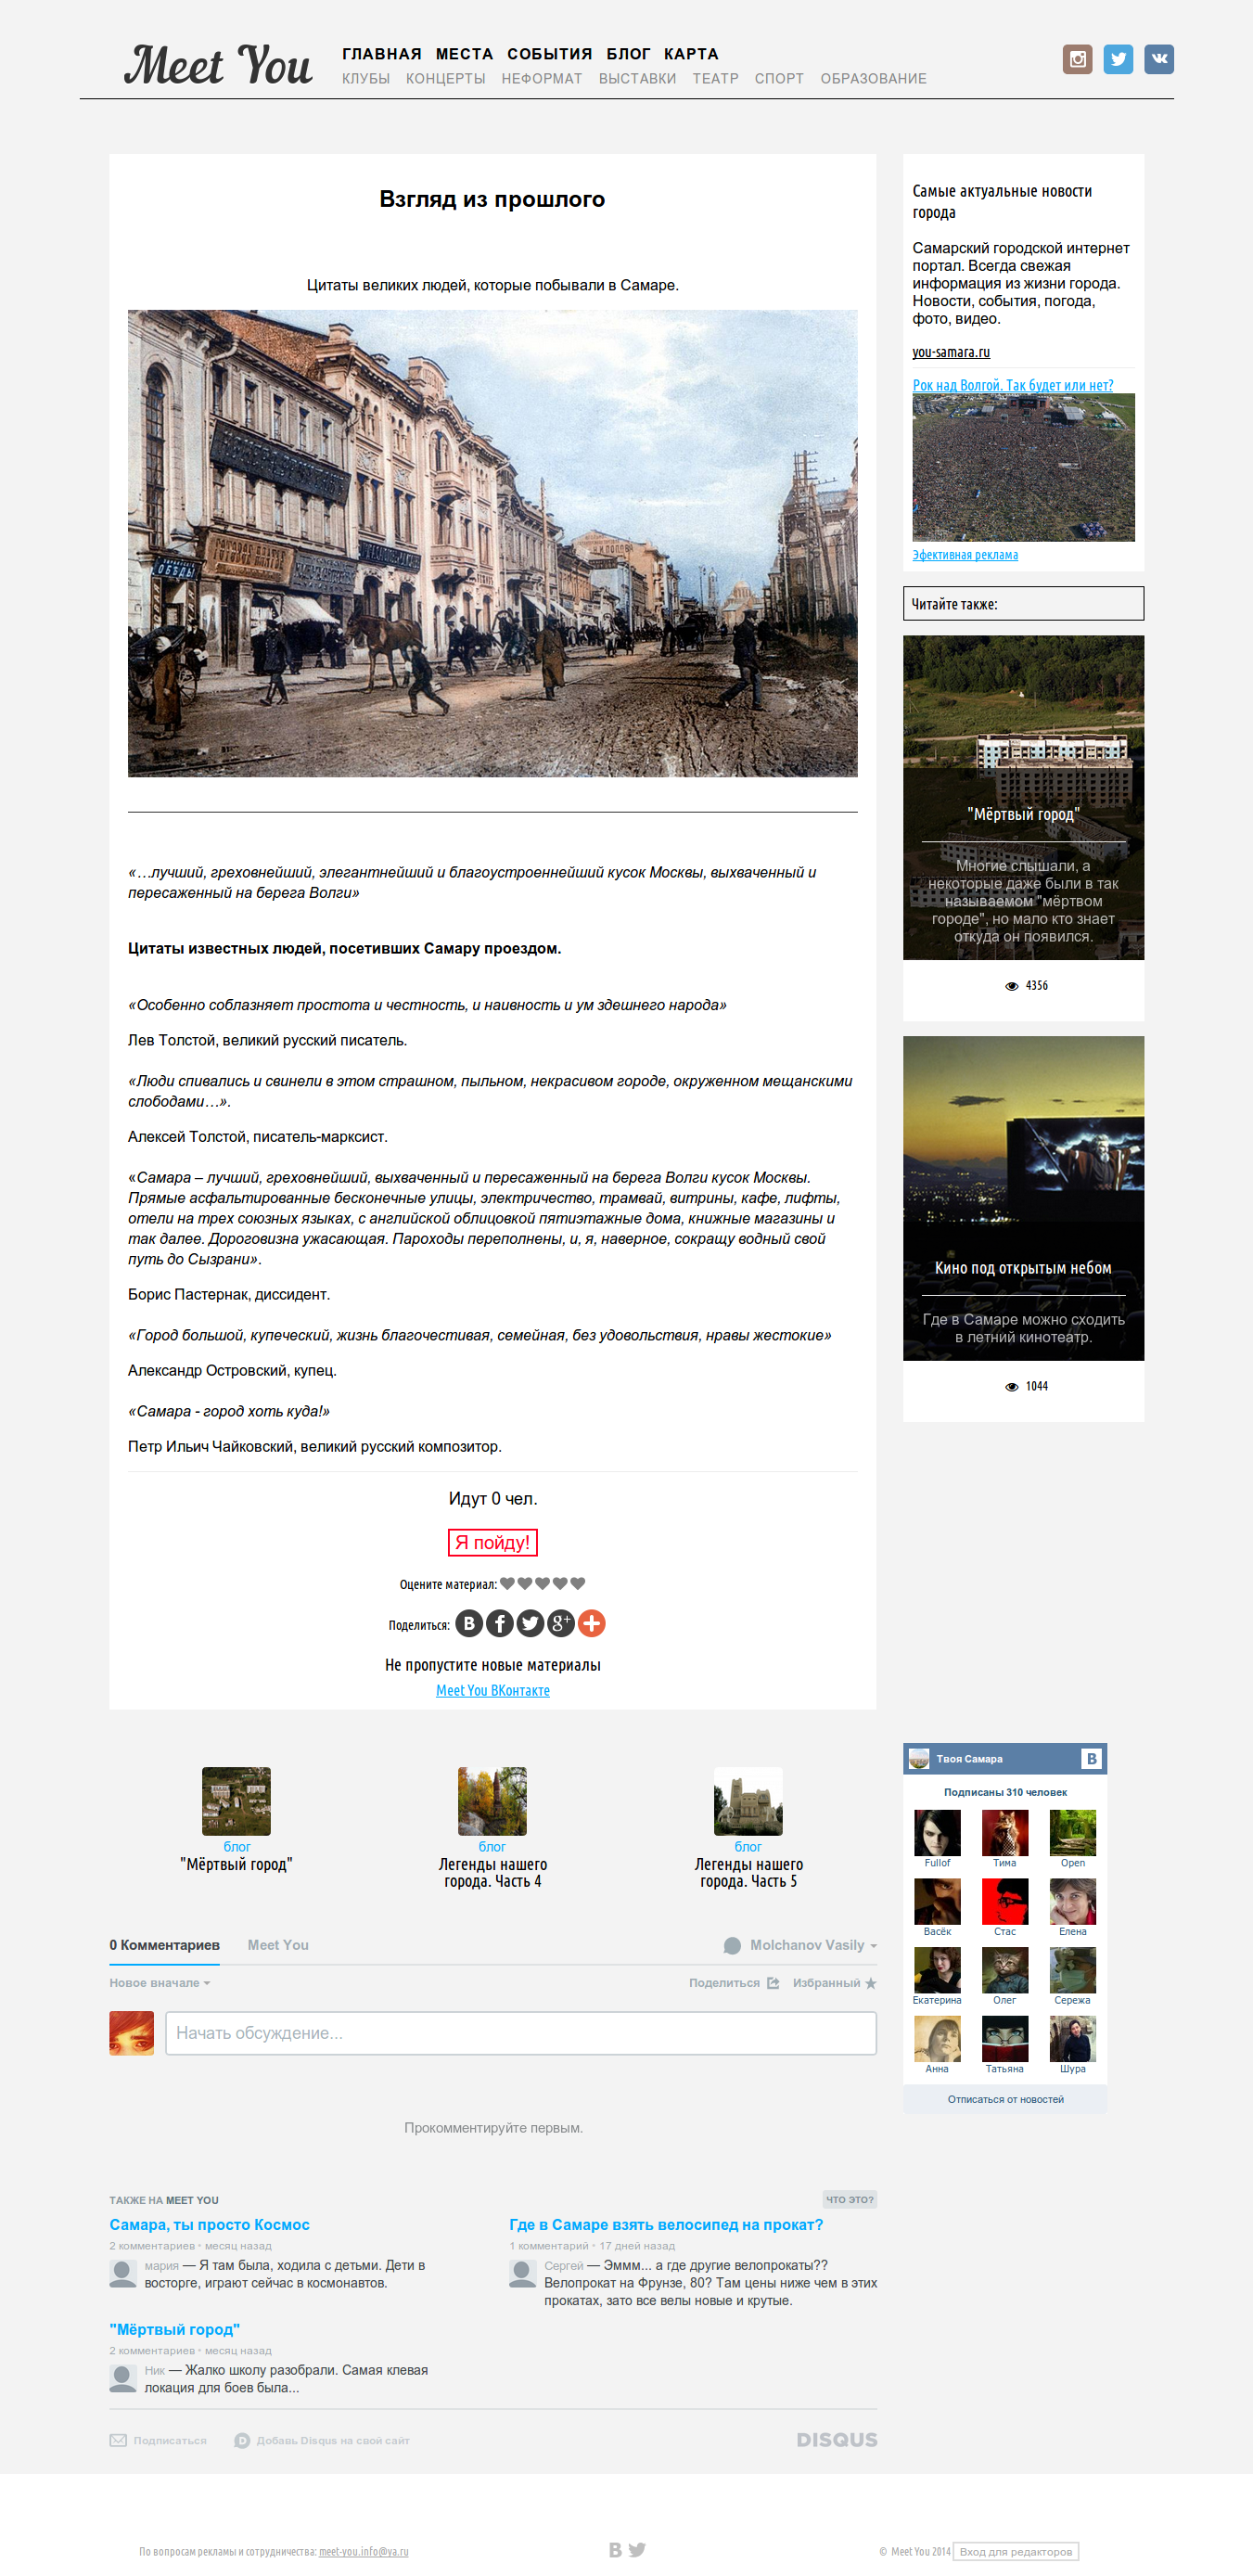 Meet You
ГЛАВНАЯ МЕСТА СОБЫТИЯ БЛОГ КАРТА
КЛУБЫ КОНЦЕРТЫ НЕФОРМАТ ВЫСТАВКИ ТЕАТР СПОРТ ОБРАЗОВАНИЕ
Взгляд из прошлого
Цитаты великих людей, которые побывали в Самаре.
ОБѢДЫ
«…лучший, греховнейший, элегантнейший и благоустроеннейший кусок Москвы, выхваченный и
пересаженный на берега Волги»
Цитаты известных людей, посетивших Самару проездом.
«Особенно соблазняет простота и честность, и наивность и ум здешнего народа»
Лев Толстой, великий русский писатель.
«Люди спивались и свинели в этом страшном, пыльном, некрасивом городе, окруженном мещанскими
слободами…».
Алексей Толстой, писатель-марксист.
«Самара – лучший, греховнейший, выхваченный и пересаженный на берега Волги кусок Москвы.
Прямые асфальтированные бесконечные улицы, электричество, трамвай, витрины, кафе, лифты,
отели на трех союзных языках, с английской облицовкой пятиэтажные дома, книжные магазины и
так далее. Дороговизна ужасающая. Пароходы переполнены, и, я, наверное, сокращу водный свой
путь до Сызрани».
Борис Пастернак, диссидент.
«Город большой, купеческий, жизнь благочестивая, семейная, без удовольствия, нравы жестокие»
Александр Островский, купец.
«Самара - город хоть куда!»
Петр Ильич Чайковский, великий русский композитор.
Идут 0 чел.
Я пойду!
Оцените материал:
Поделиться:
Не пропустите новые материалы
Meet You ВКонтакте
Самые актуальные новости
города
Самарский городской интернет
портал. Всегда свежая
информация из жизни города.
Новости, события, погода,
фото, видео.
you-samara.ru
Рок над Волгой. Так будет или нет?
Эфективная реклама
Читайте также:
"Мёртвый город"
Многие слышали, а
некоторые даже были в так
называемом "мёртвом
городе", но мало кто знает
откуда он появился.
4356
Кино под открытым небом
Где в Самаре можно сходить
в летний кинотеатр.
1044
блог
"Мёртвый город"
блог
Легенды нашего
города. Часть 4
блог
Легенды нашего
города. Часть 5
Твоя Самара
В
Подписаны 310 человек
Fullof Тима Open
Васёк Стас Елена
Екатерина Олег Сережа
Анна Татьяна Шура
Отписаться от новостей
0 Комментариев Meet You Molchanov Vasily
Новое вначале Поделиться Избранный
Начать обсуждение...
Прокомментируйте первым.
ТАКЖЕ НА MEET YOU ЧТО ЭТО?
Самара, ты просто Космос
2 комментариев • месяц назад
мария — Я там была, ходила с детьми. Дети в
восторге, играют сейчас в космонавтов.
Где в Самаре взять велосипед на прокат?
1 комментарий • 17 дней назад
Сергей — Эммм... а где другие велопрокаты??
Велопрокат на Фрунзе, 80? Там цены ниже чем в этих
прокатах, зато все велы новые и крутые.
"Мёртвый город"
2 комментариев • месяц назад
Ник — Жалко школу разобрали. Самая клевая
локация для боев была...
Подписаться D Добавь Disqus на свой сайт DISQUS
По вопросам рекламы и сотрудничества: meet-you.info@ya.ru В © Meet You 2014 Вход для редакторов